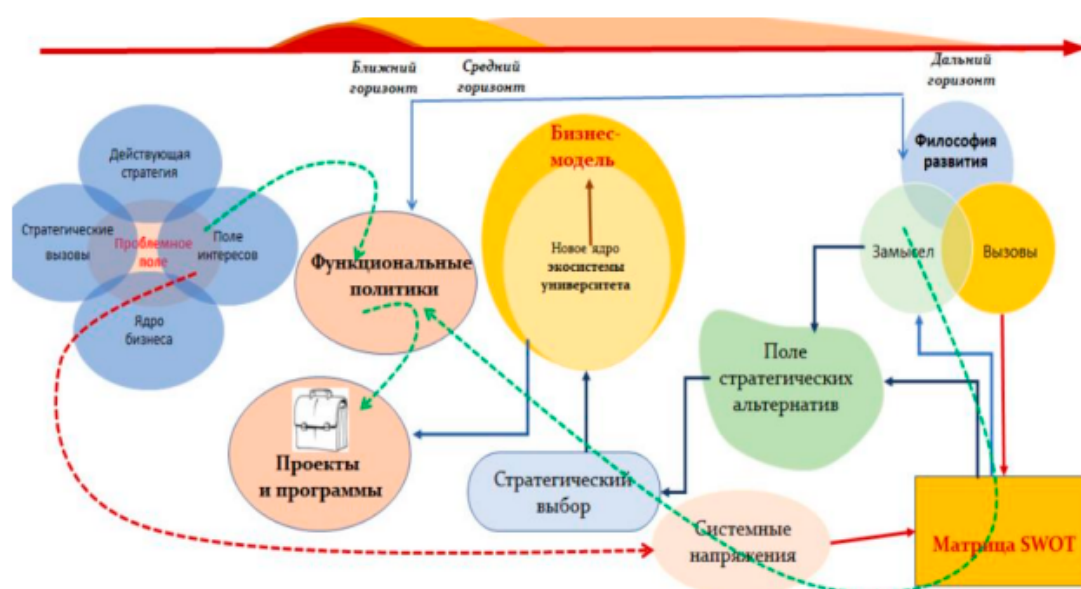 Ближний
горизонт
Средний
горизонт
Дальний
горизонт
Действующая
стратегия
Стратегические
вызовы
Проблемное
поле
Поле
интересов
Ядро
бизнеса
Функциональные
политики
Проекты
и программы
Бизнес-
модель
Новое ядро
экосистемы
университета
Стратегический
выбор
Философия
развития
Замысел
Вызовы
Поле
стратегических
альтернатив
Системные
напряжения
Матрица SWOT